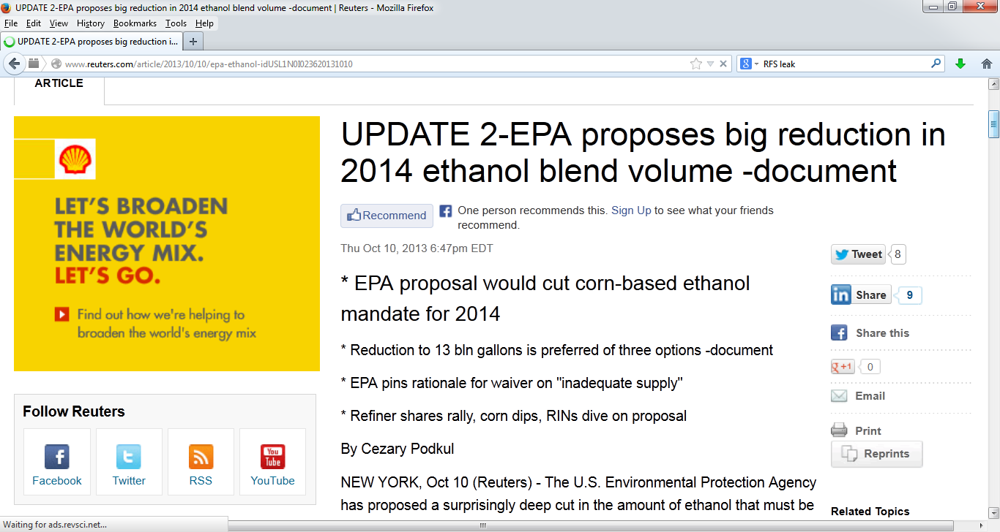 UPDATE 2-EPA proposes big reduction in 2014 ethanol blend volume -document | Reuters - Mozilla Firefox
File Edit View History Bookmarks Tools Help
UPDATE 2-EPA proposes big reduction i...
www.reuters.com/article/2013/10/10/epa-ethanol-idUSL1N0I023620131010
RFS leak
ARTICLE
LET'S BROADEN
THE WORLD'S
ENERGY MIX.
LET'S GO.
Find out how we're helping to
broaden the world's energy mix
Follow Reuters
Facebook Twitter RSS YouTube
You
Tube
UPDATE 2-EPA proposes big reduction in
2014 ethanol blend volume -document
Recommend
One person recommends this. Sign Up to see what your friends
recommend.
Thu Oct 10, 2013 6:47pm EDT
* EPA proposal would cut corn-based ethanol
mandate for 2014
* Reduction to 13 bln gallons is preferred of three options -document
* EPA pins rationale for waiver on "inadequate supply"
* Refiner shares rally, corn dips, RINs dive on proposal
By Cezary Podkul
NEW YORK, Oct 10 (Reuters) - The U.S. Environmental Protection Agency
has proposed a surprisingly deep cut in the amount of ethanol that must be
Tweet 8
in Share 9
Share this
g +1 0
Email
Print
Reprints
Related Topics
Waiting for ads.revsci.net...